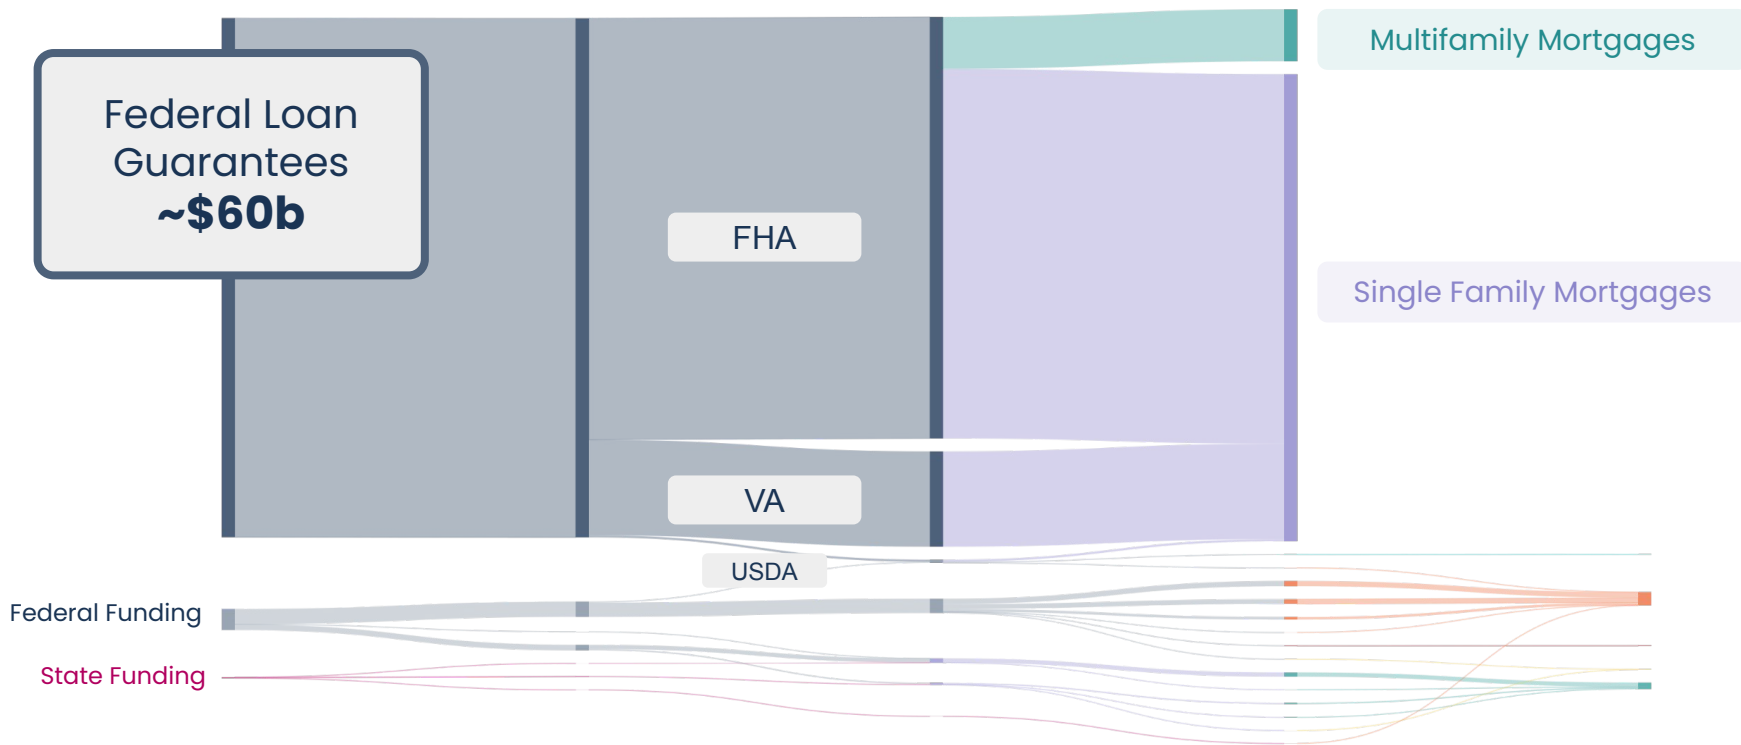 Federal Loan
Guarantees
~$60b
FHA
VA
USDA
Multifamily Mortgages
Single Family Mortgages
Federal Funding
State Funding